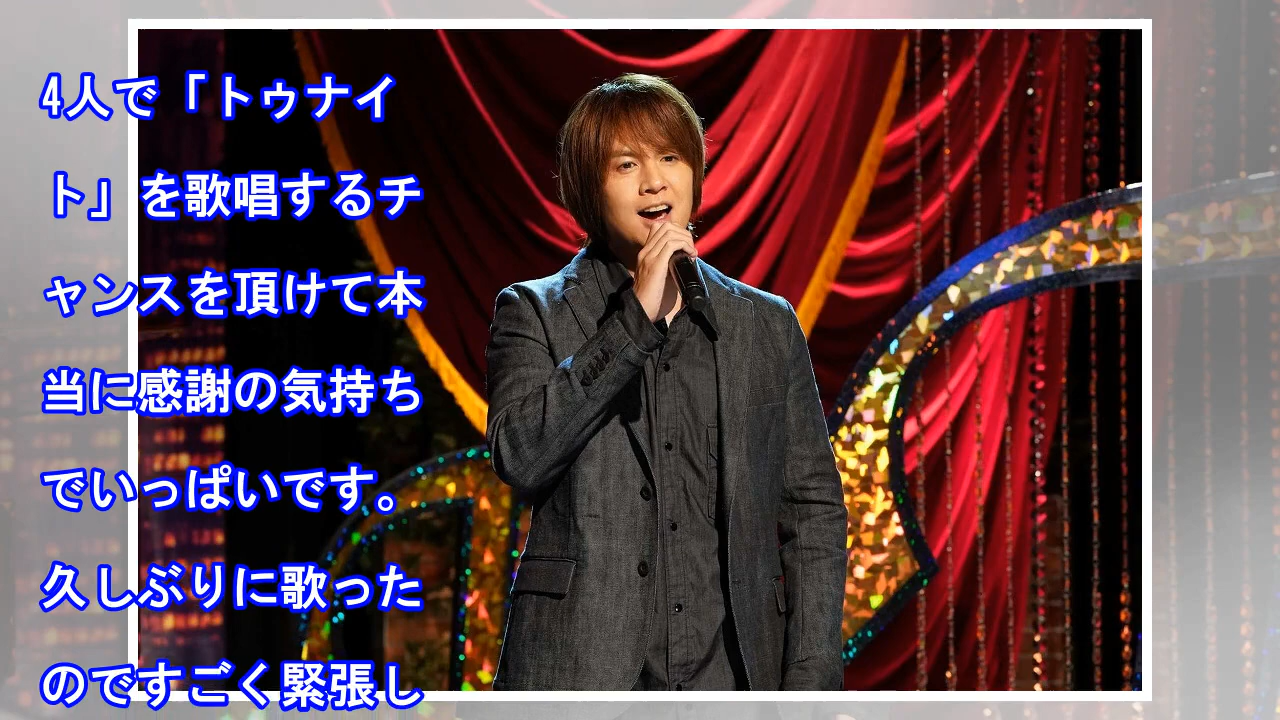 4人で「トゥナイ
ト」を歌唱するチ
ャンスを頂けて本
当に感謝の気持ち
でいっぱいです。
久しぶりに歌った
のですごく緊張し